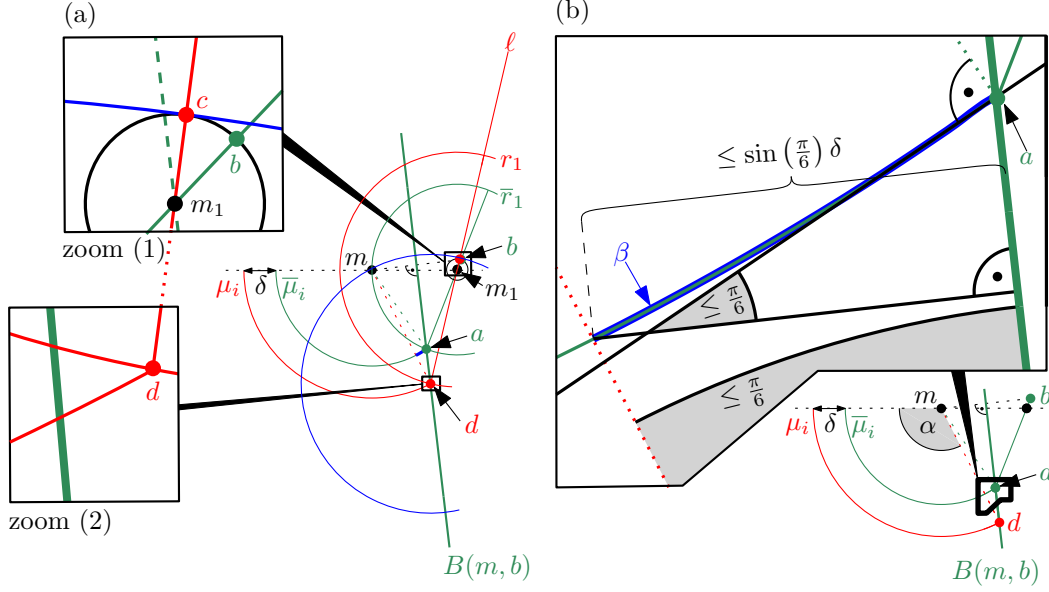 (a)
c
b
m₁
zoom (1)
d
zoom (2)
ℓ
r₁
r̅₁
b
m
m₁
μᵢ δ μ̅ᵢ
a
d
B(m, b)
(b)
≤ sin (π/6) δ
a
β
≤ π/6
≤ π/6
m
b
μᵢ δ μ̅ᵢ
α
a
d
B(m, b)